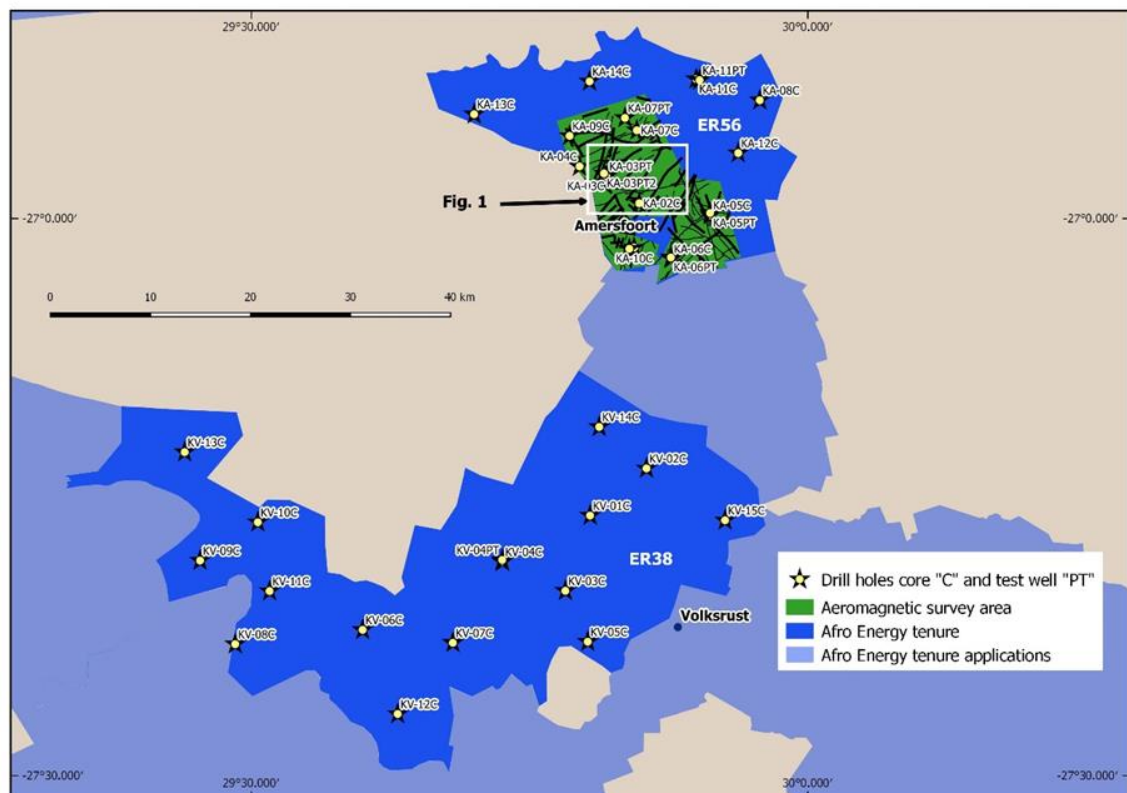 29°30.000'
30°0.000'
KA-14C
KA-11PT
KA-11C
KA-08C
KA-13C
KA-07PT
ER56
KA-09C
KA-07C
KA-12C
KA-04C
KA-03PT
KA-03C
KA-03PT2
Fig. 1
KA-02C
KA-05C
-27°0.000'
-27°0.000'
Amersfoort
KA-05PT
KA-06C
KA-10C
KA-06PT
0 10 20 30 40 km
KV-14C
KV-13C
KV-02C
KV-10C
KV-01C
KV-15C
KV-09C
KV-04PT
KV-04C
ER38
KV-11C
KV-03C
Drill holes core "C" and test well "PT"
Aeromagnetic survey area
Volksrust
KV-06C
KV-08C
KV-07C
KV-05C
Afro Energy tenure
Afro Energy tenure applications
KV-12C
-27°30.000'
-27°30.000'
29°30.000'
30°0.000'